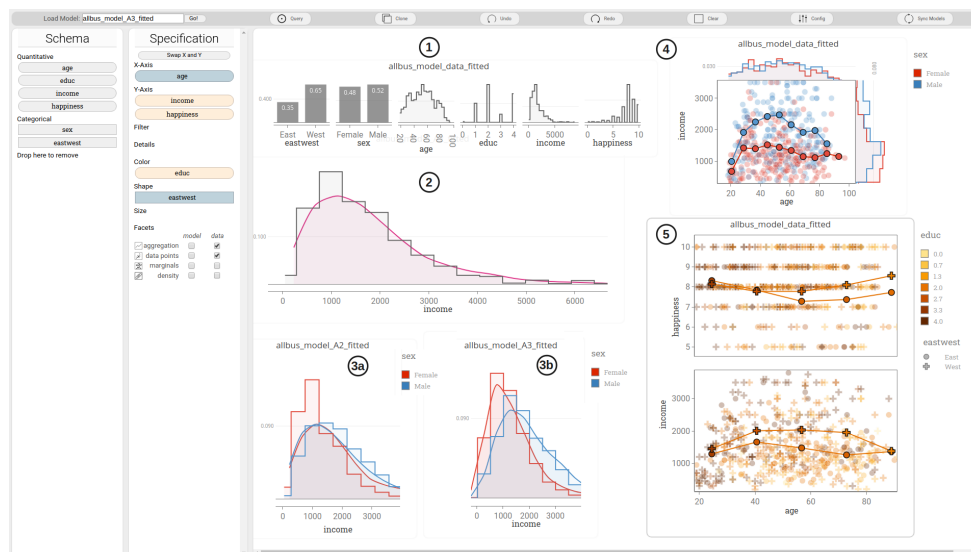 Load Model: allbus_model_A3_fitted Go!
Query
Clone
Undo
Redo
Clear
Config
Sync Models
Schema
Quantitative
age
educ
income
happiness
Categorical
sex
eastwest
Drop here to remove
Specification
Swap X and Y
X-Axis
age
Y-Axis
income
happiness
Filter
Details
Color
educ
Shape
eastwest
Size
Facets
model data
aggregation
data points
marginals
density
1
allbus_model_data_fitted
0.400
0.35 0.65 0.48 0.52
East West Female Male 20 40 60 80 100 0 1 2 3 4 0 5000 0 5 10
eastwest sex age educ income happiness
2
0.100
0 1000 2000 3000 4000 5000 6000
income
allbus_model_A2_fitted
3a
sex
Female
Male
0.090
0 1000 2000 3000
income
allbus_model_A3_fitted
3b
sex
Female
Male
0.090
0 1000 2000 3000
income
4
allbus_model_data_fitted
sex
Female
Male
0.030
3000
2000
1000
income
20 40 60 80 100
age
5
allbus_model_data_fitted
10
9
8
7
6
5
happiness
3000
2000
1000
income
20 40 60 80
age
educ
0.0
0.7
1.3
2.0
2.7
3.3
4.0
eastwest
East
West